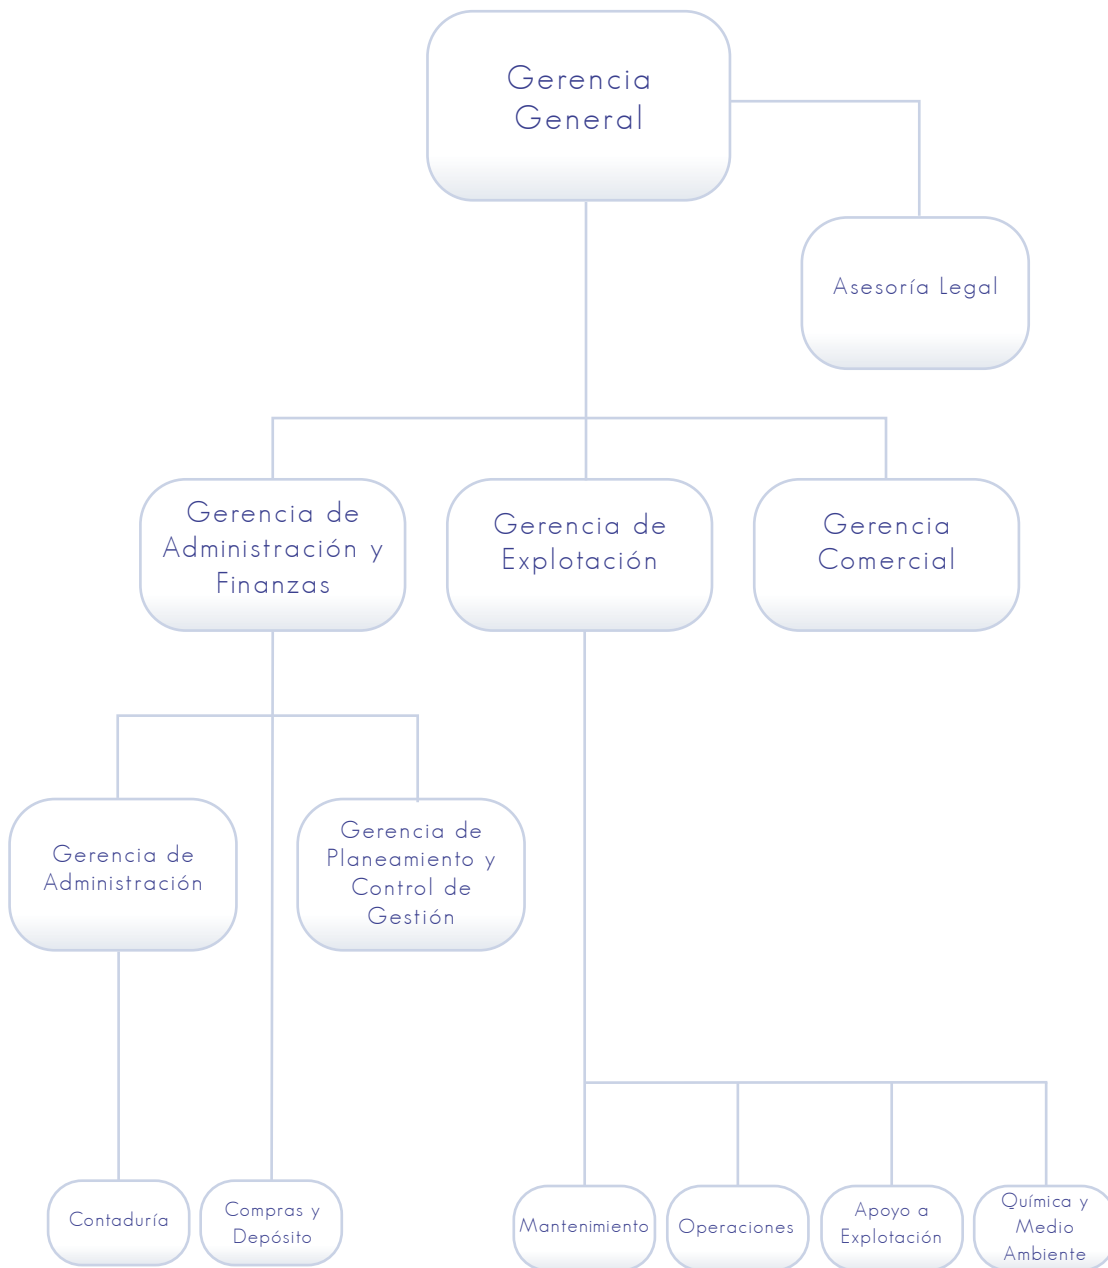 Gerencia
General
Asesoría Legal
Gerencia de
Administración y
Finanzas
Gerencia de
Explotación
Gerencia
Comercial
Gerencia de
Administración
Gerencia de
Planeamiento y
Control de
Gestión
Contaduría
Compras y
Depósito
Mantenimiento
Operaciones
Apoyo a
Explotación
Química y
Medio
Ambiente